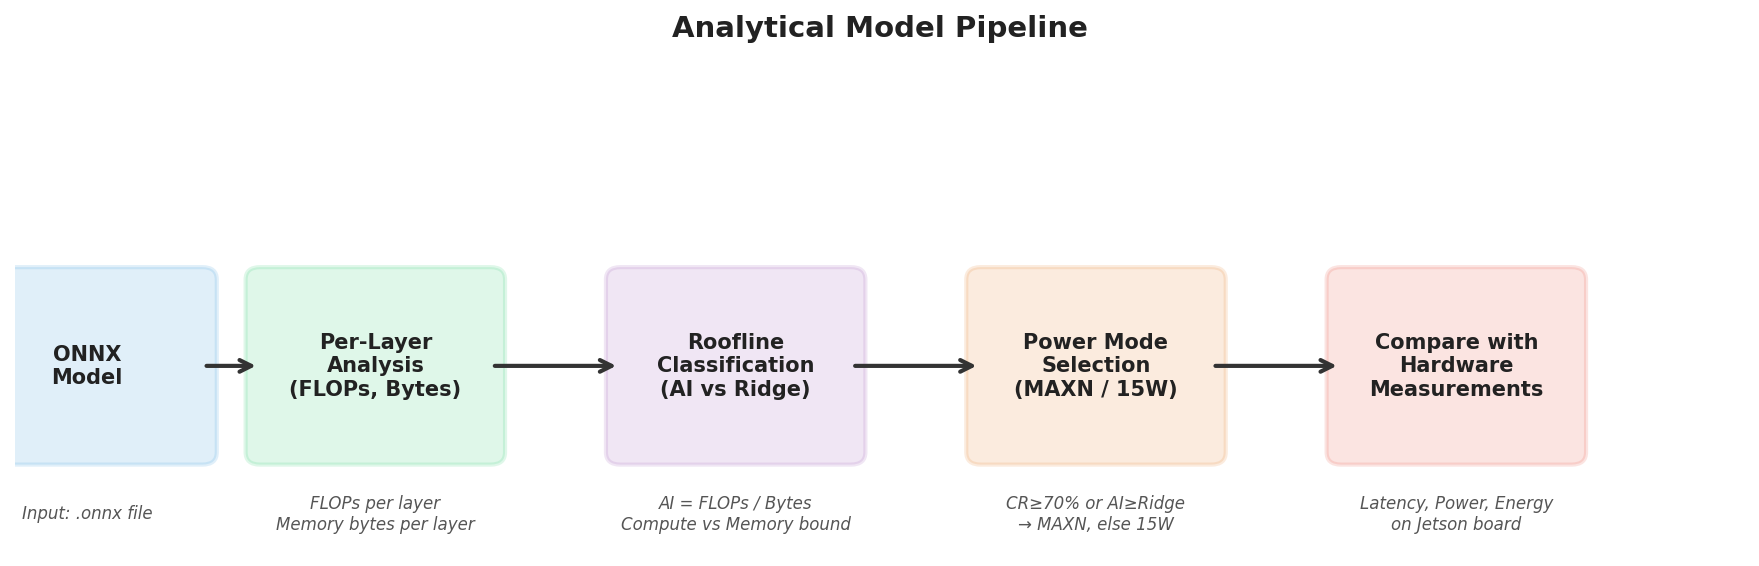 Analytical Model Pipeline
ONNX
Model
Per-Layer
Analysis
(FLOPs, Bytes)
Roofline
Classification
(AI vs Ridge)
Power Mode
Selection
(MAXN / 15W)
Compare with
Hardware
Measurements
Input: .onnx file
FLOPs per layer
Memory bytes per layer
AI = FLOPs / Bytes
Compute vs Memory bound
CR≥70% or AI≥Ridge
→ MAXN, else 15W
Latency, Power, Energy
on Jetson board